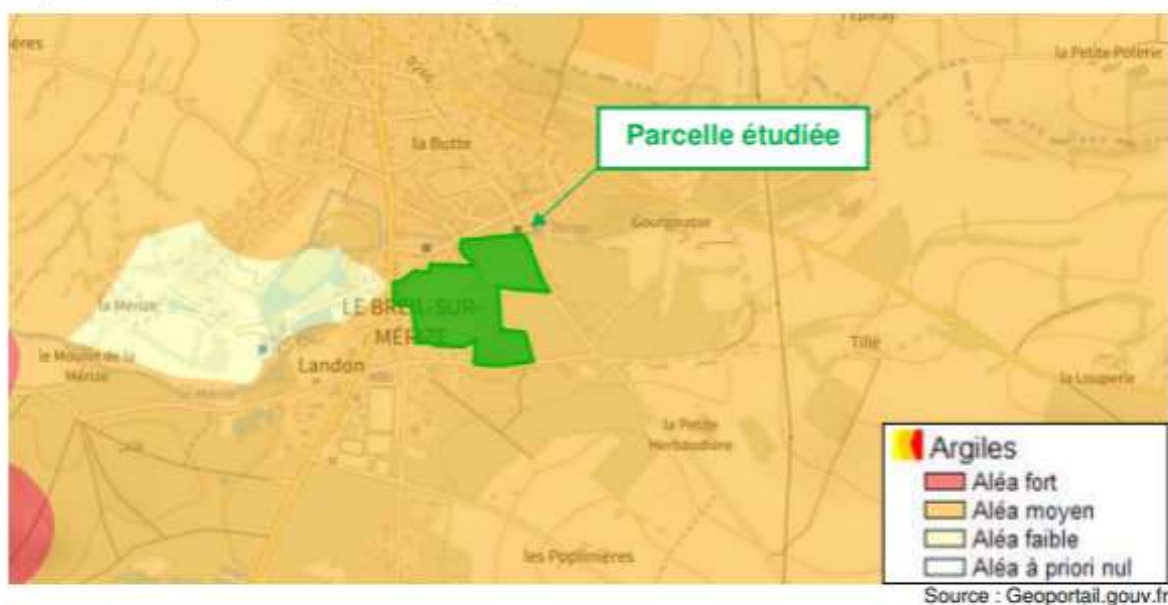 la Petite Polerie
la Butte
Parcelle étudiée
Gourgousse
la Mérize
LE BREIL-SUR-
MÉRIZE
le Moulin de la
Mérize
Landon
Tillé
la Louperie
la Petite
Herbaudière
les Poplinières
Argiles
Aléa fort
Aléa moyen
Aléa faible
Aléa à priori nul
Source : Geoportail.gouv.fr